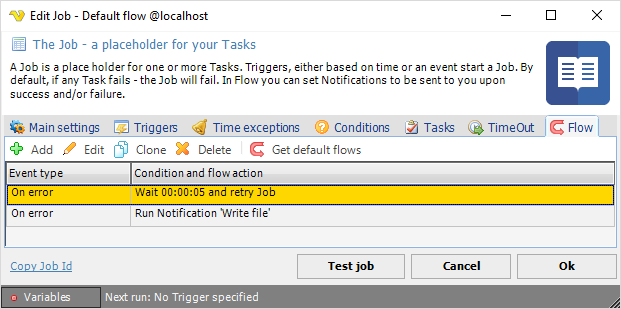 Edit Job - Default flow @localhost
The Job - a placeholder for your Tasks
A Job is a place holder for one or more Tasks. Triggers, either based on time or an event start a Job. By
default, if any Task fails - the Job will fail. In Flow you can set Notifications to be sent to you upon
success and/or failure.
Main settings Triggers Time exceptions Conditions Tasks TimeOut Flow
Add Edit Clone Delete Get default flows
Event type Condition and flow action
On error Wait 00:00:05 and retry Job
On error Run Notification 'Write file'
Copy Job Id Test job Cancel Ok
Variables Next run: No Trigger specified